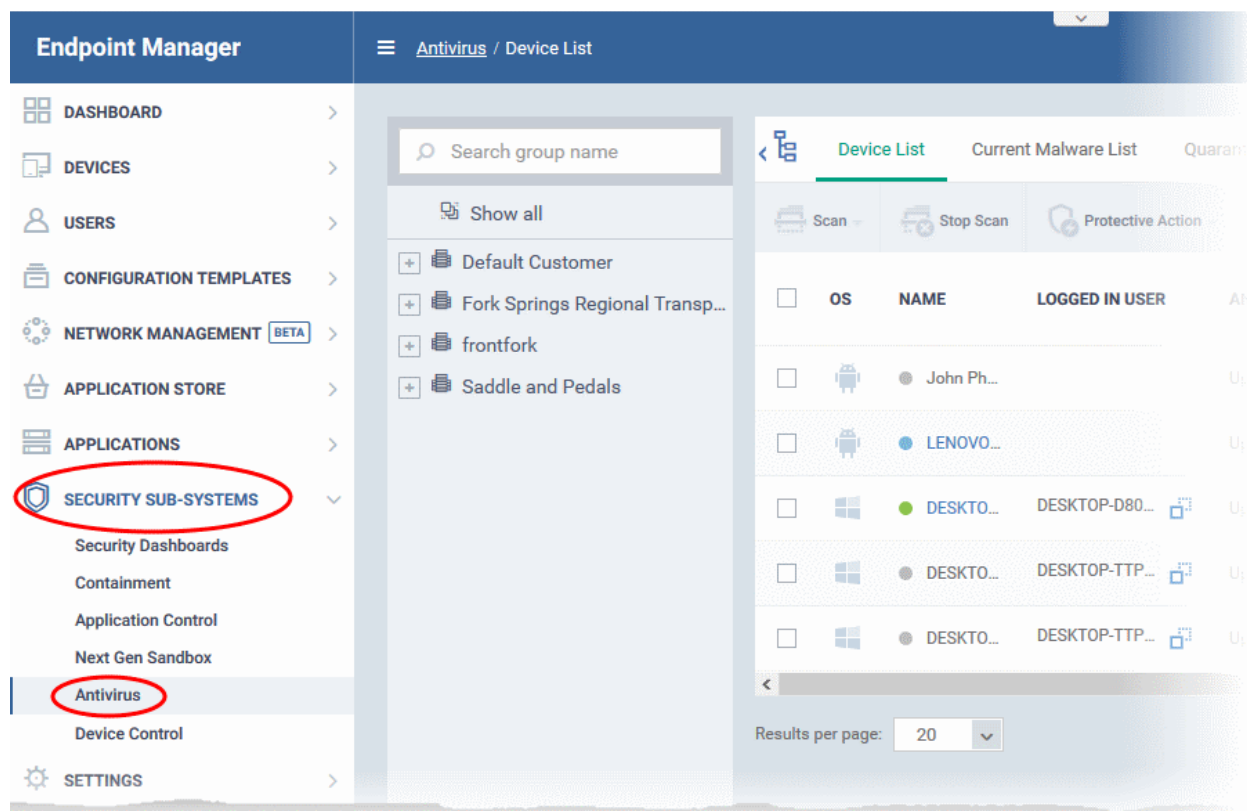 Endpoint Manager
Antivirus / Device List
DASHBOARD
DEVICES
USERS
CONFIGURATION TEMPLATES
NETWORK MANAGEMENT BETA
APPLICATION STORE
APPLICATIONS
SECURITY SUB-SYSTEMS
Security Dashboards
Containment
Application Control
Next Gen Sandbox
Antivirus
Device Control
SETTINGS
Search group name
Show all
Default Customer
Fork Springs Regional Transp...
frontfork
Saddle and Pedals
Device List Current Malware List
Scan Stop Scan Protective Action
OS NAME LOGGED IN USER
John Ph...
LENOVO...
DESKTO... DESKTOP-D80...
DESKTO... DESKTOP-TTP...
DESKTO... DESKTOP-TTP...
Results per page: 20